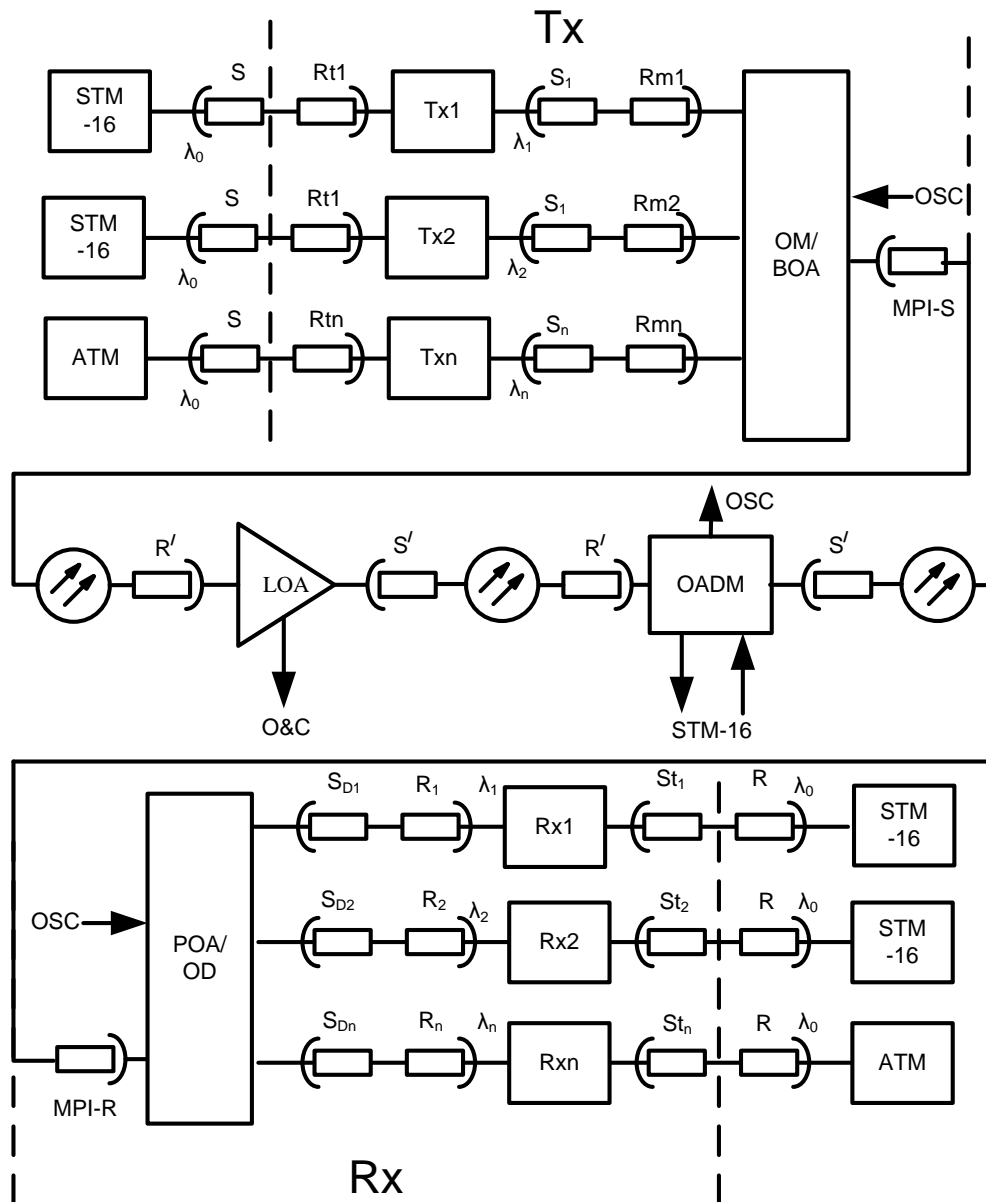 Tx
S Rt1 S₁ Rm1
STM
-16
Tx1
λ₀ λ₁
S Rt1 S₁ Rm2
STM
-16
Tx2
λ₀ λ₂
OSC
OM/
BOA
MPI-S
S Rtn Sₙ Rmn
ATM
Txn
λ₀ λₙ
OSC
R′ S′ R′ S′
LOA
OADM
O&C
STM-16
S_D1 R₁ λ₁ St₁ R λ₀
Rx1
STM
-16
OSC
S_D2 R₂ λ₂ St₂ R λ₀
POA/
OD
Rx2
STM
-16
S_Dn Rₙ λₙ Stₙ R λ₀
Rxn
ATM
MPI-R
Rx